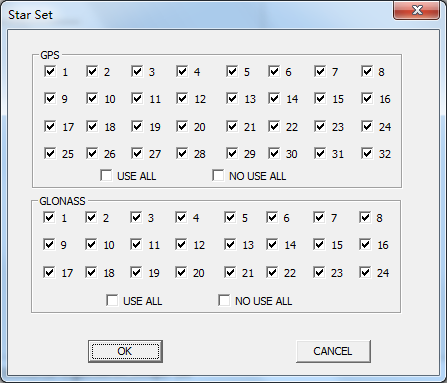 Star Set
GPS
1 2 3 4 5 6 7 8
9 10 11 12 13 14 15 16
17 18 19 20 21 22 23 24
25 26 27 28 29 30 31 32
USE ALL NO USE ALL
GLONASS
1 2 3 4 5 6 7 8
9 10 11 12 13 14 15 16
17 18 19 20 21 22 23 24
USE ALL NO USE ALL
OK CANCEL